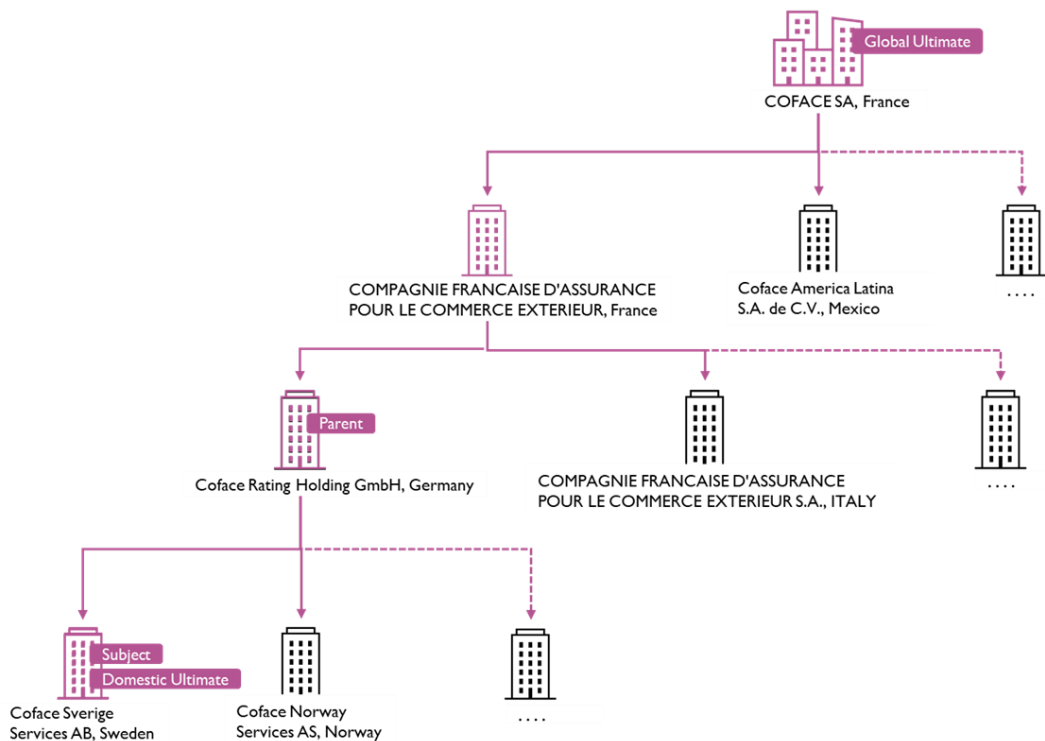 Global Ultimate
COFACE SA, France
COMPAGNIE FRANCAISE D'ASSURANCE
POUR LE COMMERCE EXTERIEUR, France
Coface America Latina
S.A. de C.V., Mexico
....
Parent
Coface Rating Holding GmbH, Germany
COMPAGNIE FRANCAISE D'ASSURANCE
POUR LE COMMERCE EXTERIEUR S.A., ITALY
....
Subject
Domestic Ultimate
Coface Sverige
Services AB, Sweden
Coface Norway
Services AS, Norway
....